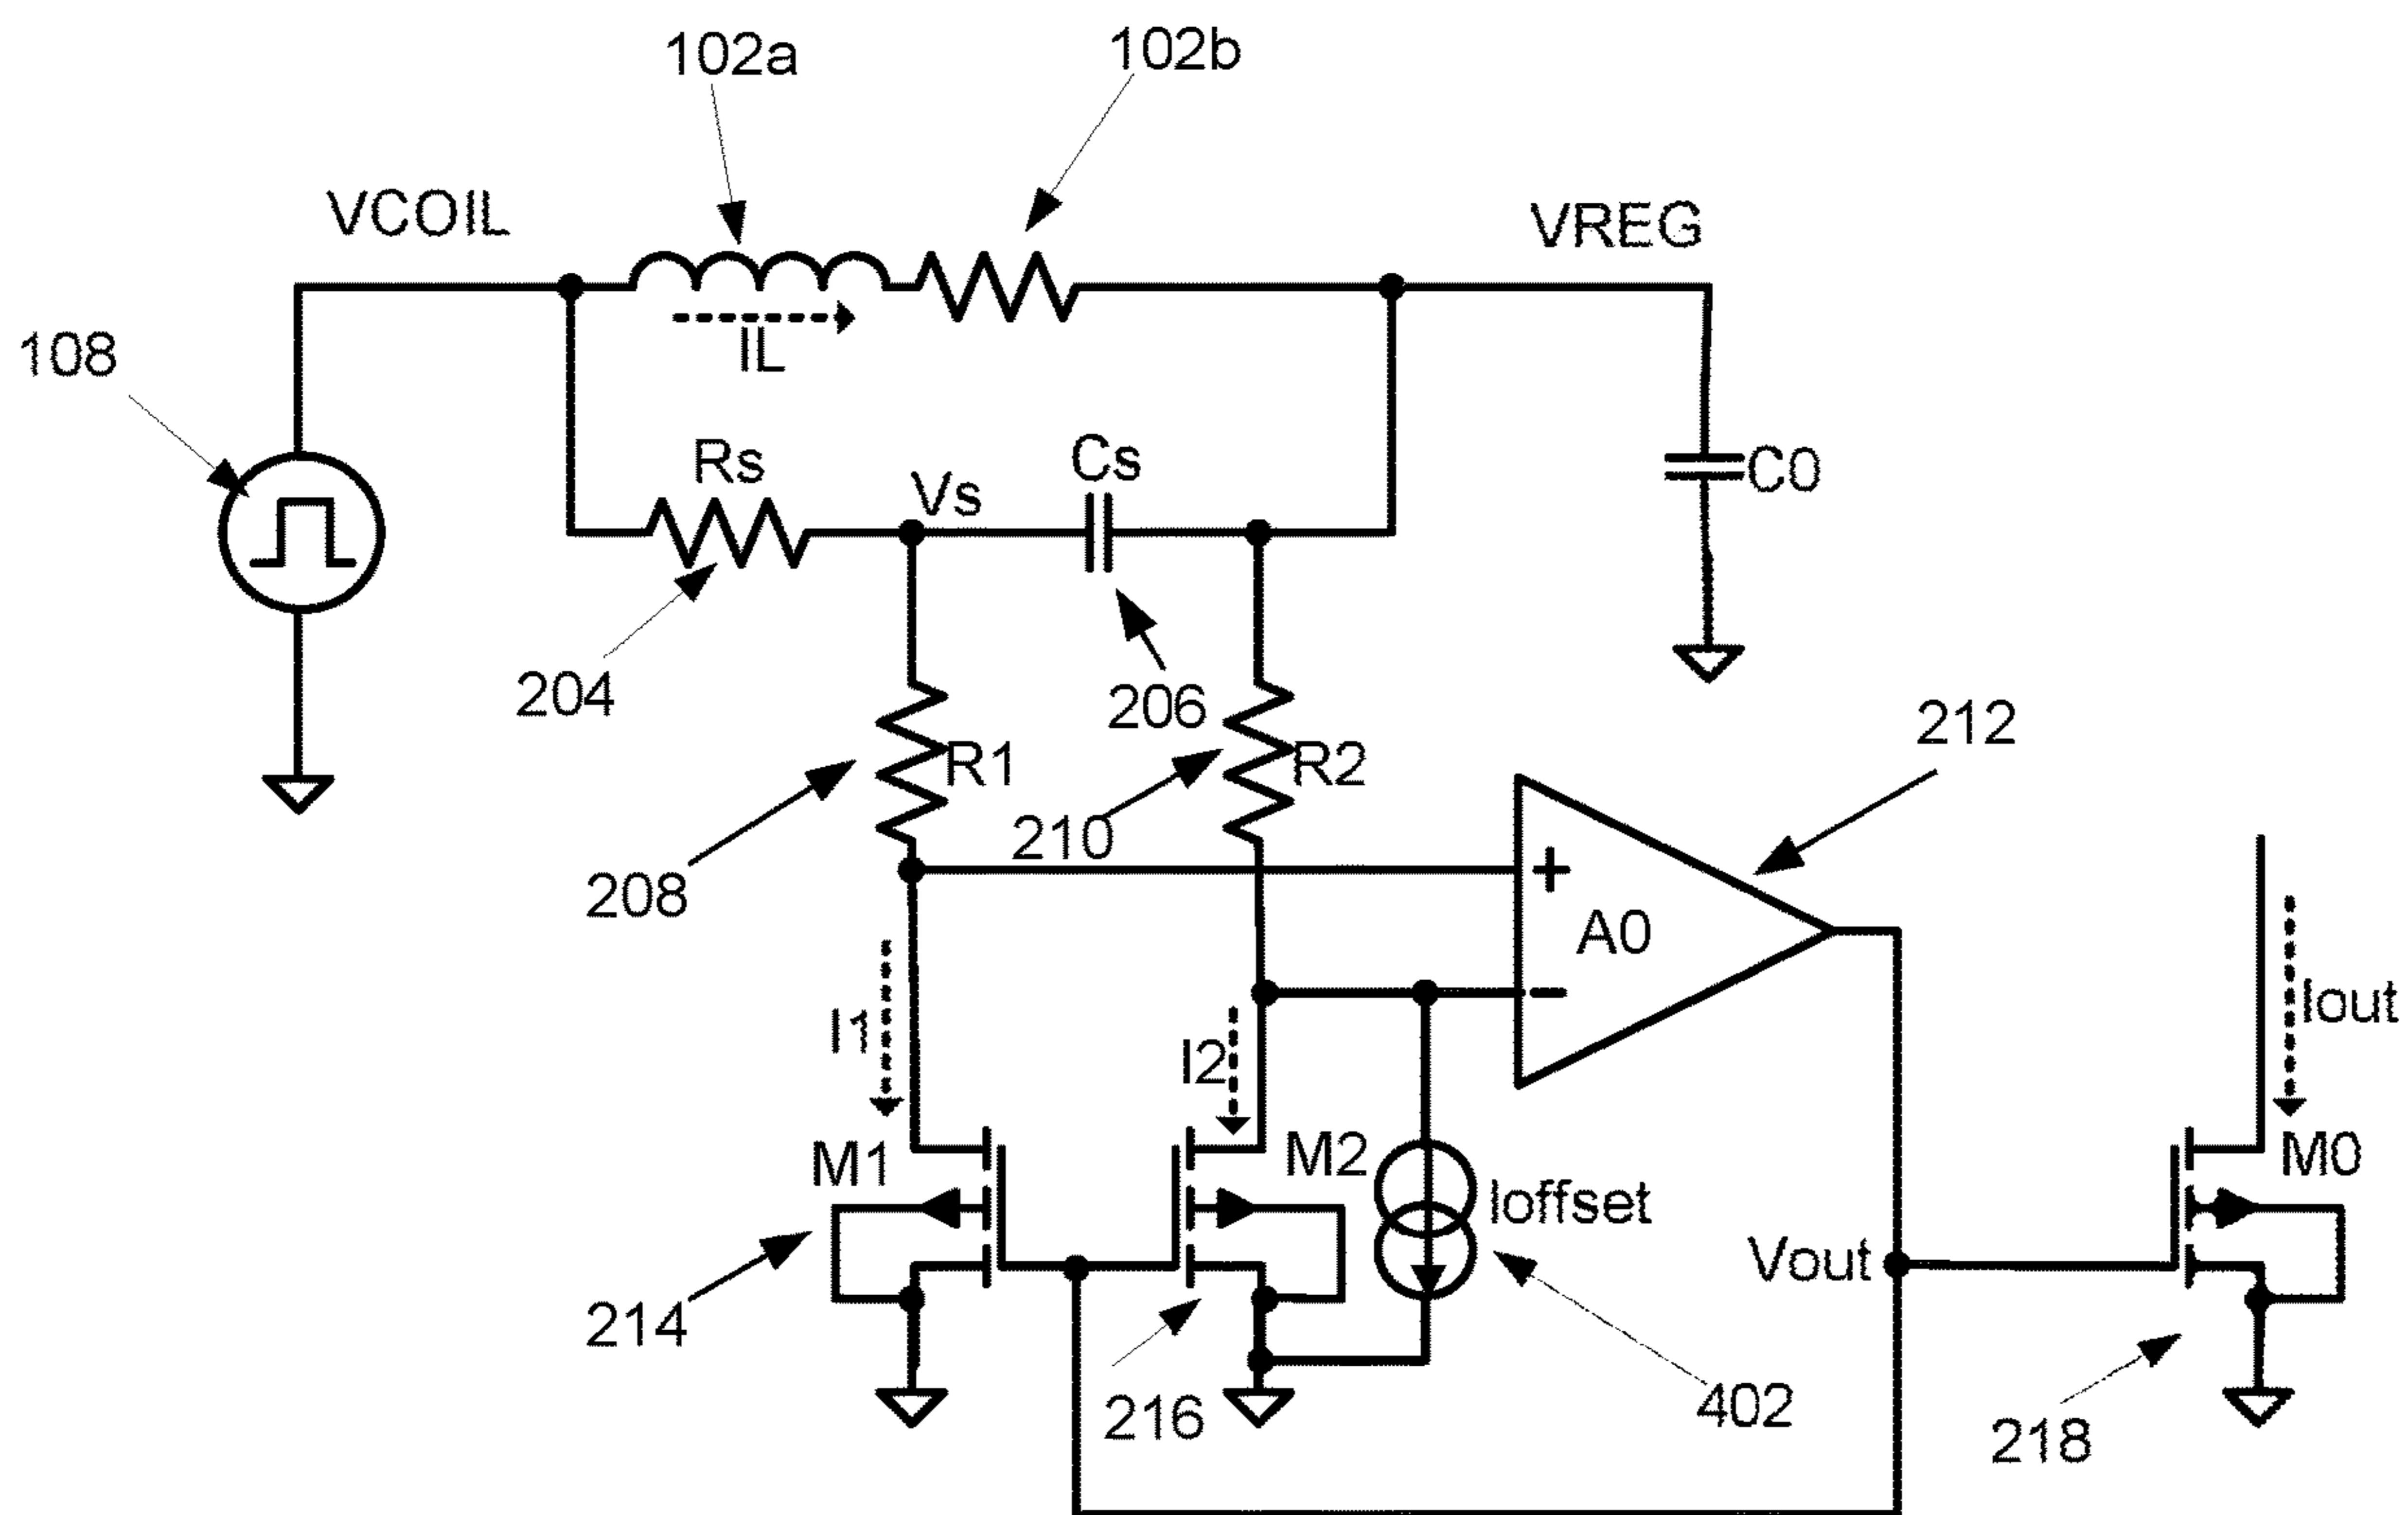 102a
102b
VCOIL
VREG
108
IL
Rs
Vs
Cs
C0
204
206
212
R1
R2
210
208
+
A0
−
I1
I2
Iout
M1
M2
M0
Ioffset
Vout
214
216
402
218